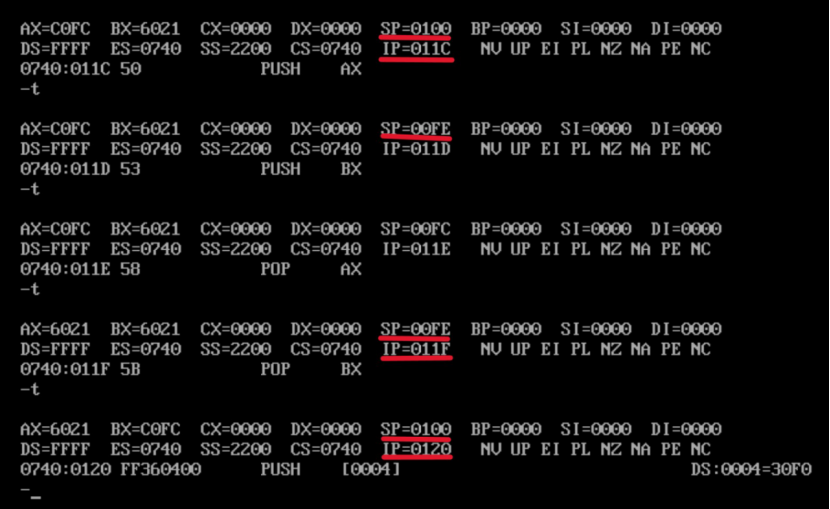 AX=C0FC BX=6021 CX=0000 DX=0000 SP=0100 BP=0000 SI=0000 DI=0000
DS=FFFF ES=0740 SS=2200 CS=0740 IP=011C NV UP EI PL NZ NA PE NC
0740:011C 50 PUSH AX
-t
AX=C0FC BX=6021 CX=0000 DX=0000 SP=00FE BP=0000 SI=0000 DI=0000
DS=FFFF ES=0740 SS=2200 CS=0740 IP=011D NV UP EI PL NZ NA PE NC
0740:011D 53 PUSH BX
-t
AX=C0FC BX=6021 CX=0000 DX=0000 SP=00FC BP=0000 SI=0000 DI=0000
DS=FFFF ES=0740 SS=2200 CS=0740 IP=011E NV UP EI PL NZ NA PE NC
0740:011E 58 POP AX
-t
AX=6021 BX=6021 CX=0000 DX=0000 SP=00FE BP=0000 SI=0000 DI=0000
DS=FFFF ES=0740 SS=2200 CS=0740 IP=011F NV UP EI PL NZ NA PE NC
0740:011F 5B POP BX
-t
AX=6021 BX=C0FC CX=0000 DX=0000 SP=0100 BP=0000 SI=0000 DI=0000
DS=FFFF ES=0740 SS=2200 CS=0740 IP=0120 NV UP EI PL NZ NA PE NC
0740:0120 FF360400 PUSH [0004] DS:0004=30F0
-_